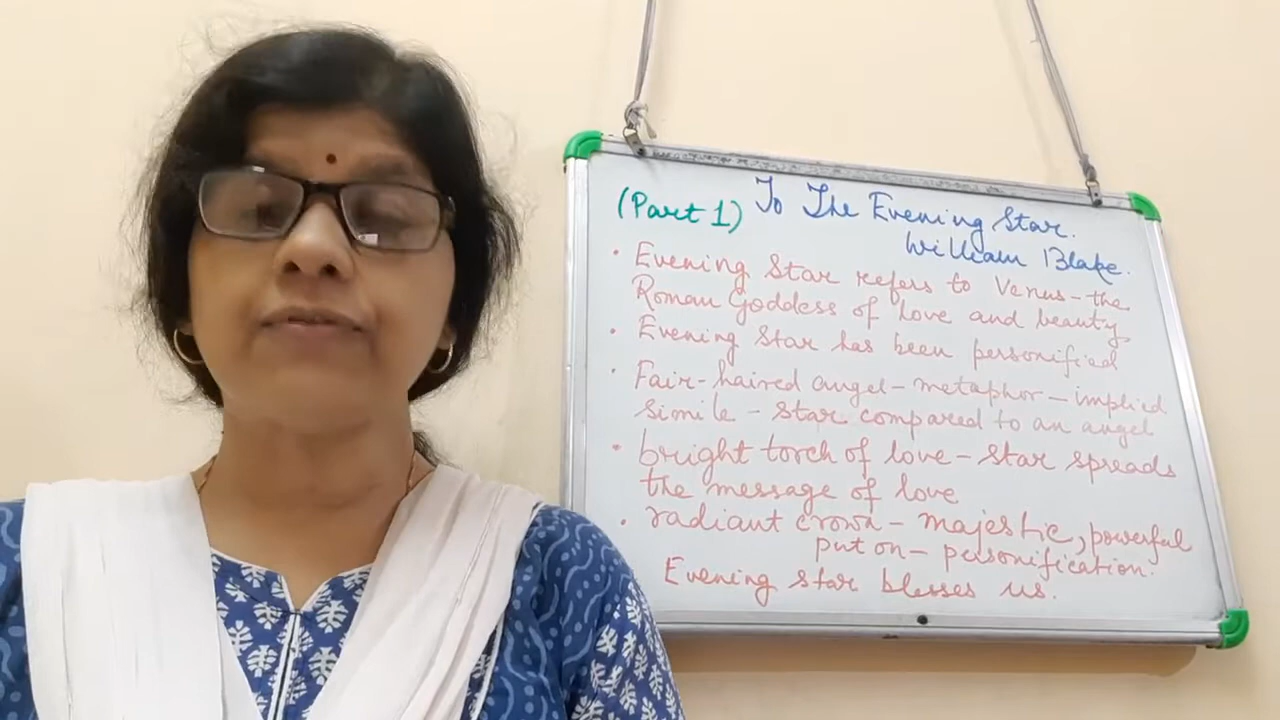 (Part 1) To The Evening Star.
William Blake.
• Evening Star refers to Venus - the
Roman Goddess of love and beauty
• Evening Star has been personified
• Fair-haired angel - metaphor - implied
simile - star compared to an angel
• bright torch of love - star spreads
the message of love
• radiant crown - majestic, powerful
put on - personification.
Evening star blesses us.